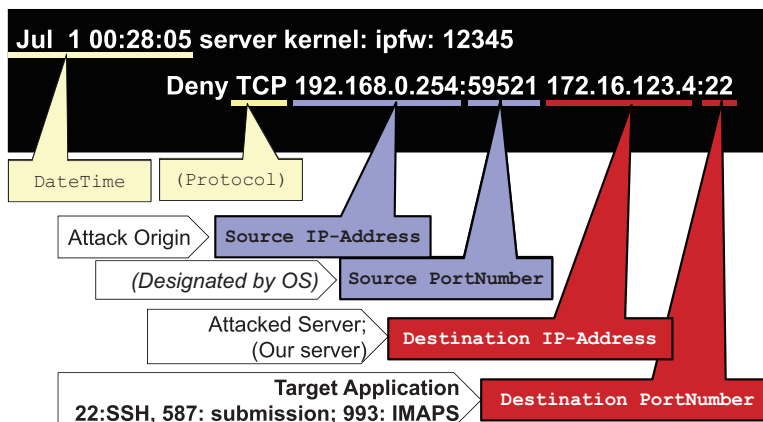 Jul  1 00:28:05 server kernel: ipfw: 12345
Deny TCP 192.168.0.254:59521 172.16.123.4:22
DateTime
(Protocol)
Attack Origin
Source IP-Address
(Designated by OS)
Source PortNumber
Attacked Server;
(Our server)
Destination IP-Address
Target Application
22:SSH, 587: submission; 993: IMAPS
Destination PortNumber